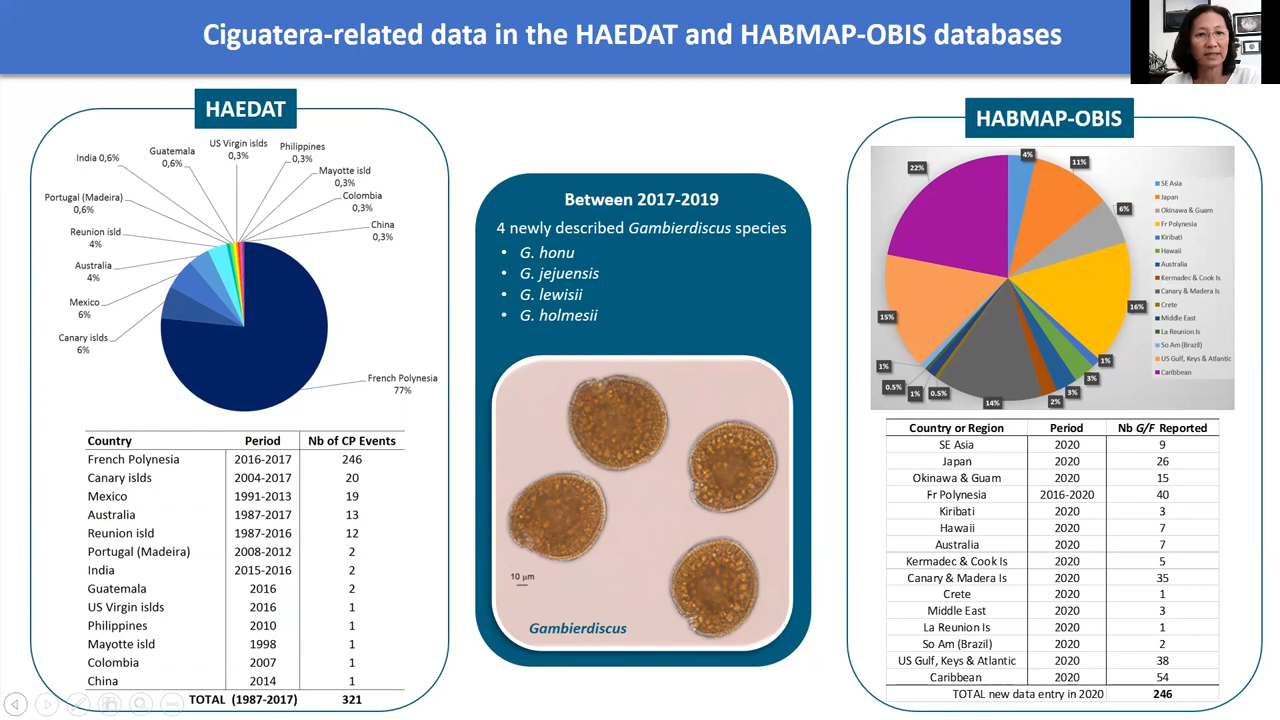 Ciguatera-related data in the HAEDAT and HABMAP-OBIS databases
HAEDAT
India 0,6%
Guatemala
0,6%
US Virgin islds
0,3%
Philippines
0,3%
Mayotte isld
0,3%
Colombia
0,3%
China
0,3%
Portugal (Madeira)
0,6%
Reunion isld
4%
Australia
4%
Mexico
6%
Canary islds
6%
French Polynesia
77%
Country Period Nb of CP Events
French Polynesia 2016-2017 246
Canary islds 2004-2017 20
Mexico 1991-2013 19
Australia 1987-2017 13
Reunion isld 1987-2016 12
Portugal (Madeira) 2008-2012 2
India 2015-2016 2
Guatemala 2016 2
US Virgin islds 2016 1
Philippines 2010 1
Mayotte isld 1998 1
Colombia 2007 1
China 2014 1
TOTAL (1987-2017) 321
Between 2017-2019
4 newly described Gambierdiscus species
• G. honu
• G. jejuensis
• G. lewisii
• G. holmesii
10 µm
Gambierdiscus
HABMAP-OBIS
4%
11%
6%
16%
1%
3%
3%
2%
14%
0.5%
1%
0.5%
1%
15%
22%
SE Asia
Japan
Okinawa & Guam
Fr Polynesia
Kiribati
Hawaii
Australia
Kermadec & Cook Is
Canary & Madera Is
Crete
Middle East
La Reunion Is
So Am (Brazil)
US Gulf, Keys & Atlantic
Caribbean
Country or Region Period Nb G/F Reported
SE Asia 2020 9
Japan 2020 26
Okinawa & Guam 2020 15
Fr Polynesia 2016-2020 40
Kiribati 2020 3
Hawaii 2020 7
Australia 2020 7
Kermadec & Cook Is 2020 5
Canary & Madera Is 2020 35
Crete 2020 1
Middle East 2020 3
La Reunion Is 2020 1
So Am (Brazil) 2020 2
US Gulf, Keys & Atlantic 2020 38
Caribbean 2020 54
TOTAL new data entry in 2020 246